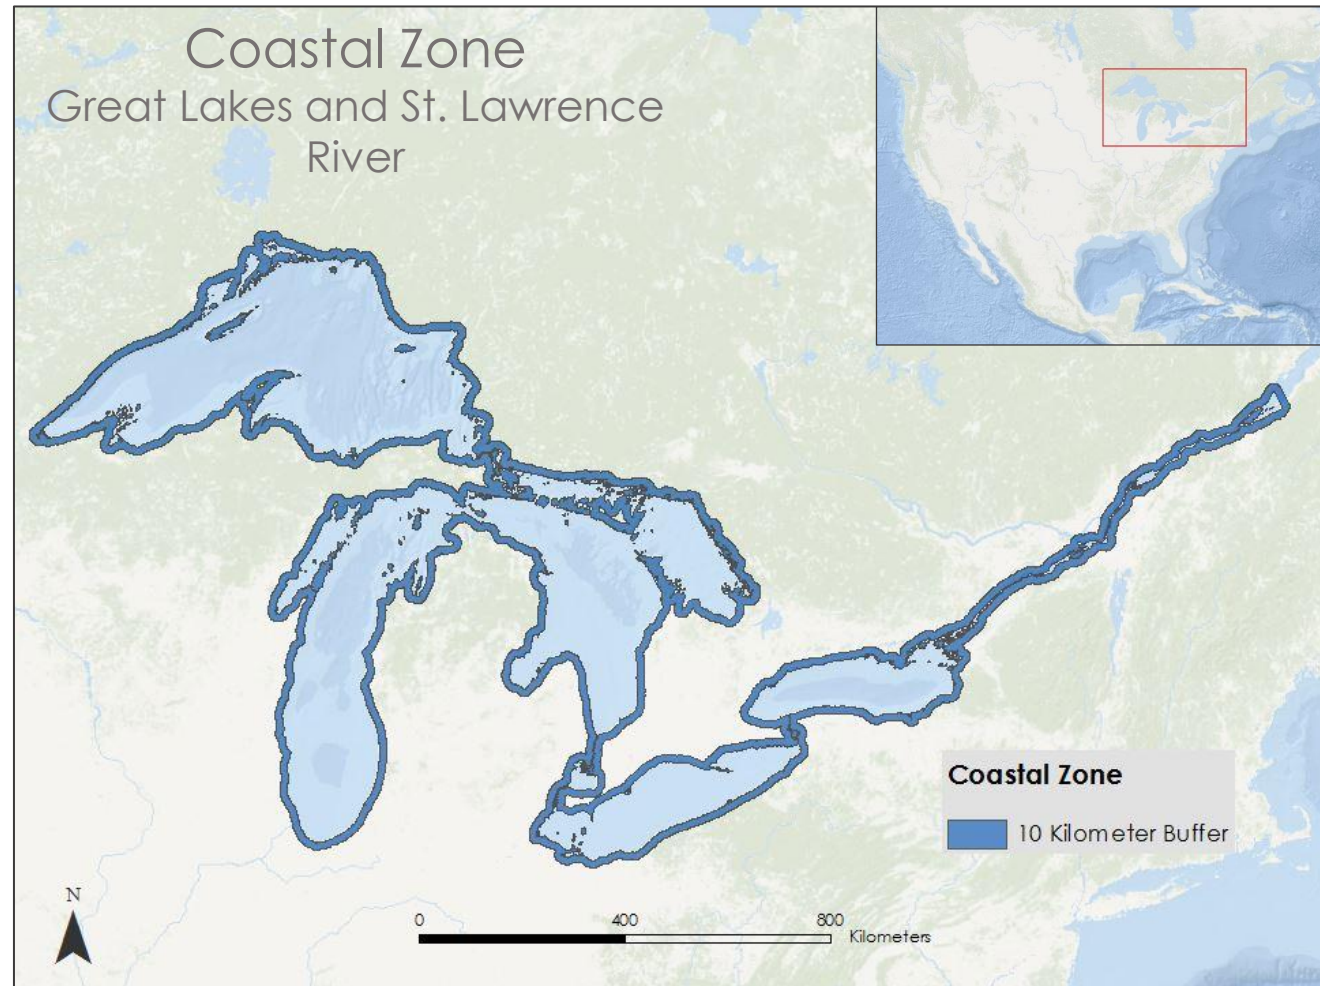 Coastal Zone
Great Lakes and St. Lawrence
River
Coastal Zone
10 Kilometer Buffer
N
0 400 800
Kilometers